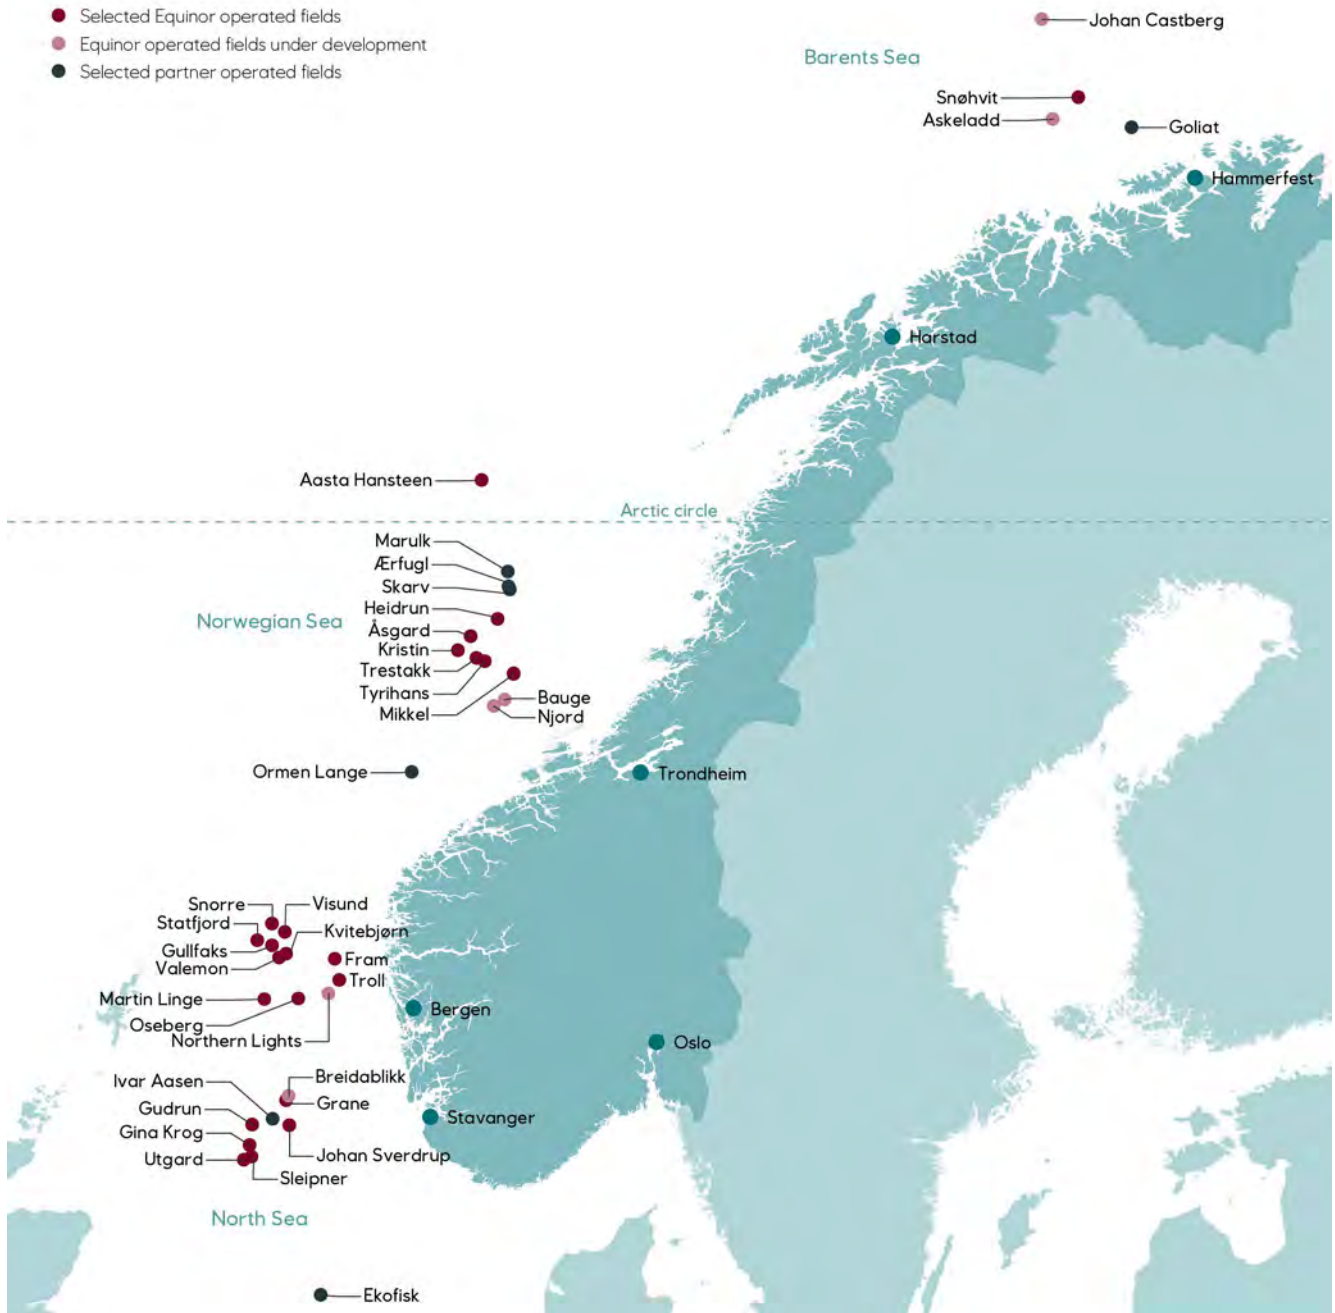 Selected Equinor operated fields
Equinor operated fields under development
Selected partner operated fields
Johan Castberg
Barents Sea
Snøhvit
Askeladd
Goliat
Hammerfest
Harstad
Aasta Hansteen
Arctic circle
Marulk
Ærfugl
Skarv
Norwegian Sea
Heidrun
Åsgard
Kristin
Trestakk
Tyrihans
Mikkel
Bauge
Njord
Ormen Lange
Trondheim
Snorre
Visund
Statfjord
Kvitebjørn
Gullfaks
Valemon
Fram
Troll
Martin Linge
Bergen
Oseberg
Northern Lights
Oslo
Breidablikk
Ivar Aasen
Grane
Gudrun
Stavanger
Gina Krog
Johan Sverdrup
Utgard
Sleipner
North Sea
Ekofisk